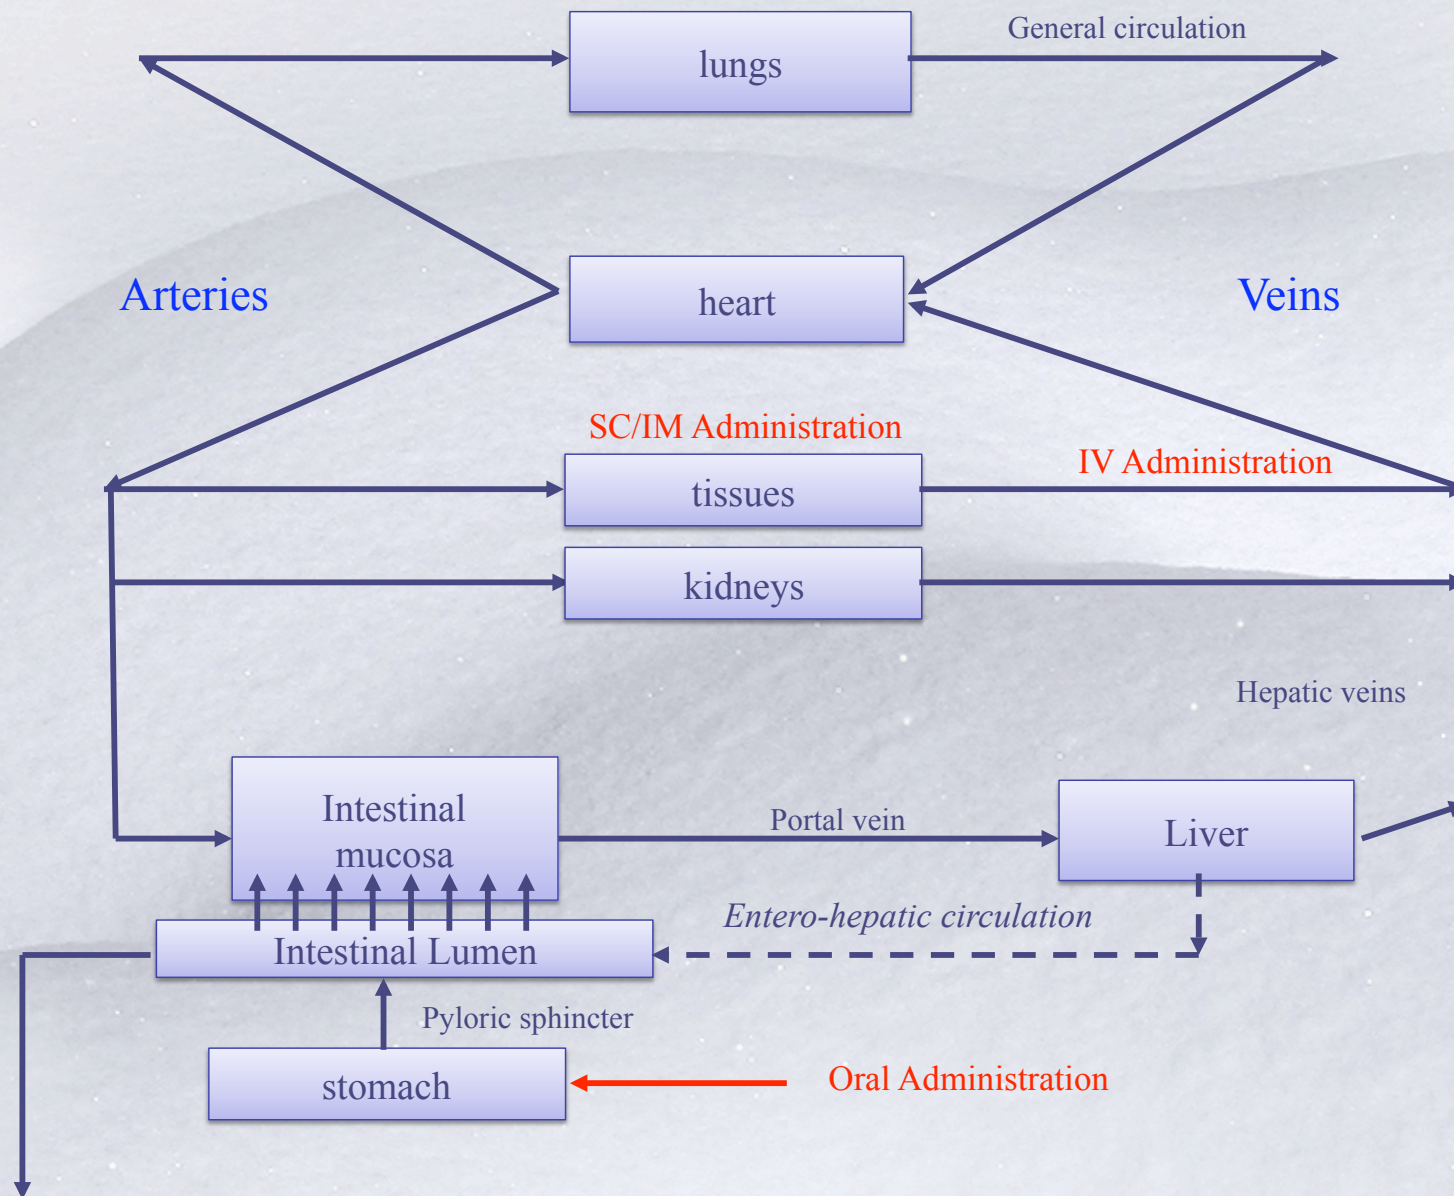 lungs
General circulation
Arteries
heart
Veins
SC/IM Administration
IV Administration
tissues
kidneys
Hepatic veins
Intestinal
mucosa
Portal vein
Liver
Entero-hepatic circulation
Intestinal Lumen
Pyloric sphincter
stomach
Oral Administration